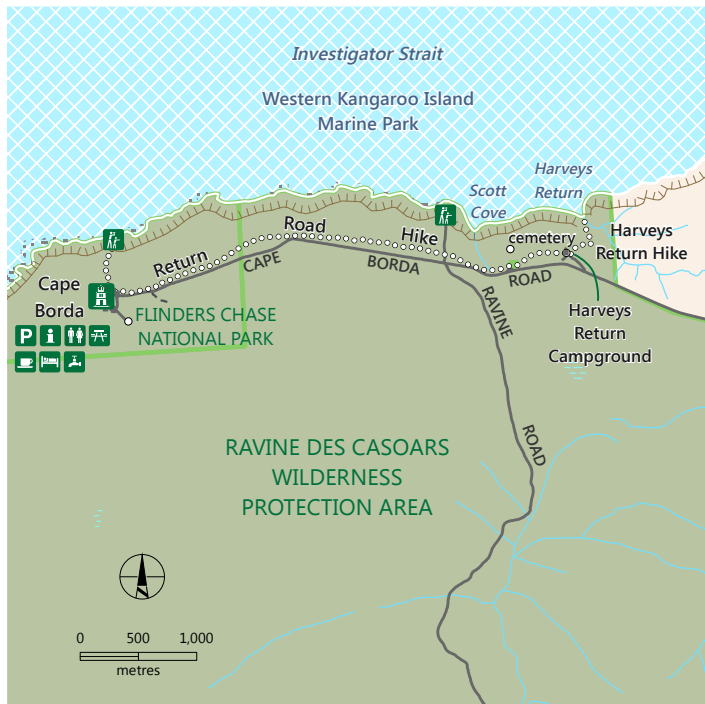 Investigator Strait
Western Kangaroo Island
Marine Park
Harveys
Return
Scott
Cove
Return Road Hike
cemetery
Harveys
Return Hike
CAPE BORDA ROAD
Cape
Borda
P i
FLINDERS CHASE
NATIONAL PARK
Harveys
Return
Campground
RAVINE ROAD
RAVINE DES CASOARS
WILDERNESS
PROTECTION AREA
0 500 1,000
metres